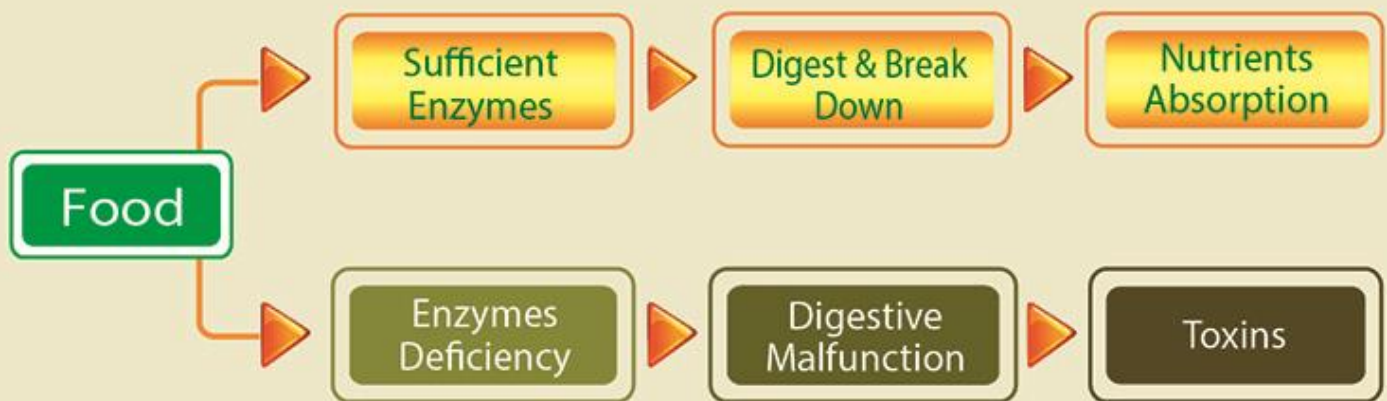 Food
Sufficient
Enzymes
Digest & Break
Down
Nutrients
Absorption
Enzymes
Deficiency
Digestive
Malfunction
Toxins